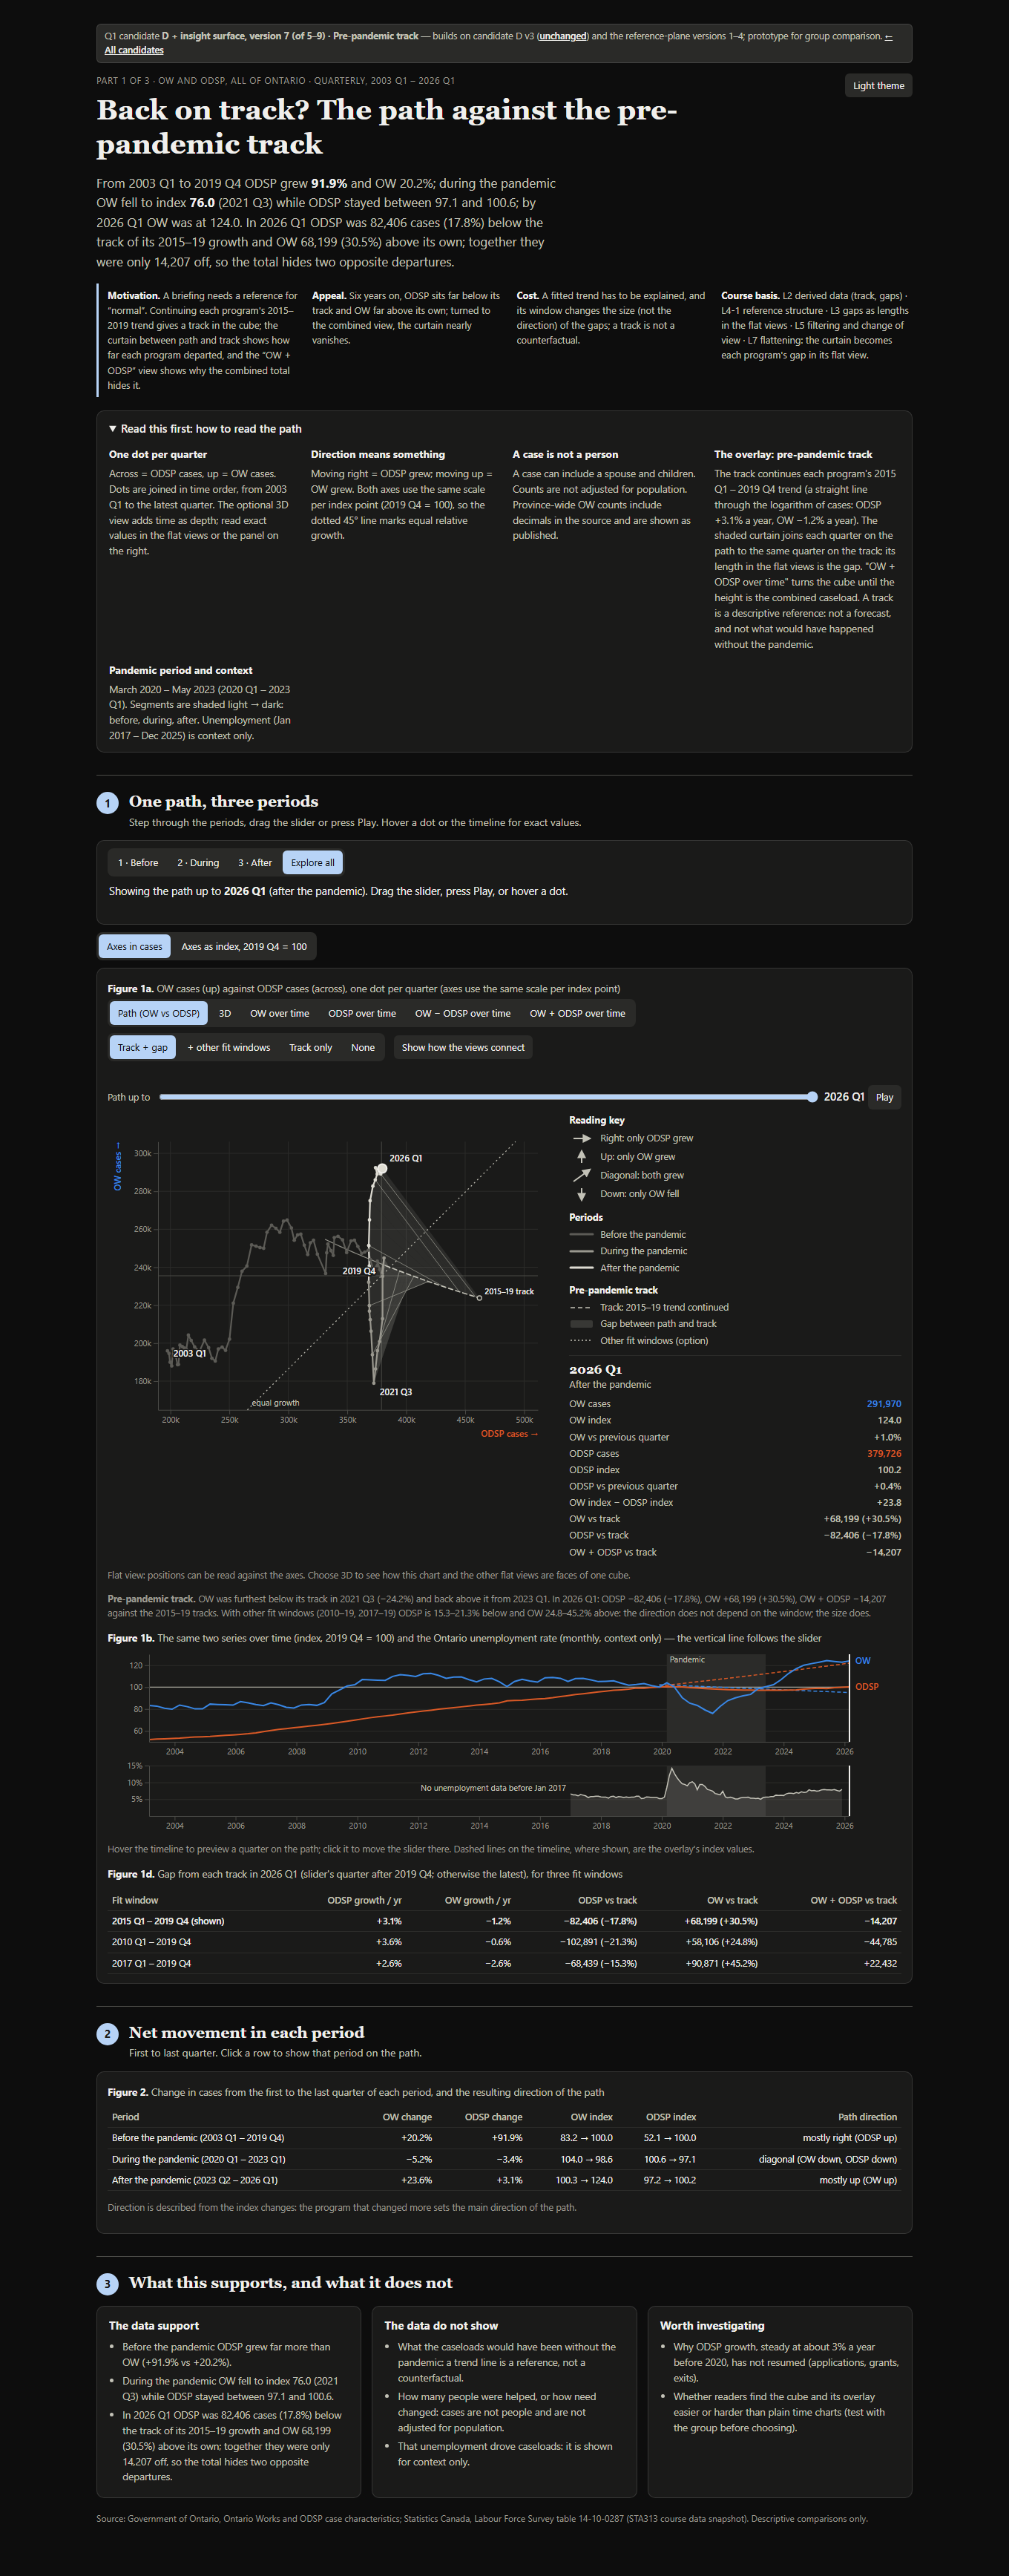 Q1 candidate D + insight surface, version 7 (of 5–9) · Pre-pandemic track — builds on candidate D v3 (unchanged) and the reference-plane versions 1–4; prototype for group comparison. ←
All candidates
PART 1 OF 3 · OW AND ODSP, ALL OF ONTARIO · QUARTERLY, 2003 Q1 – 2026 Q1
Light theme
Back on track? The path against the pre-
pandemic track
From 2003 Q1 to 2019 Q4 ODSP grew 91.9% and OW 20.2%; during the pandemic
OW fell to index 76.0 (2021 Q3) while ODSP stayed between 97.1 and 100.6; by
2026 Q1 OW was at 124.0. In 2026 Q1 ODSP was 82,406 cases (17.8%) below the
track of its 2015–19 growth and OW 68,199 (30.5%) above its own; together they
were only 14,207 off, so the total hides two opposite departures.
Motivation. A briefing needs a reference for
"normal". Continuing each program's 2015–
2019 trend gives a track in the cube; the
curtain between path and track shows how
far each program departed, and the "OW +
ODSP" view shows why the combined total
hides it.
Appeal. Six years on, ODSP sits far below its
track and OW far above its own; turned to
the combined view, the curtain nearly
vanishes.
Cost. A fitted trend has to be explained, and
its window changes the size (not the
direction) of the gaps; a track is not a
counterfactual.
Course basis. L2 derived data (track, gaps) ·
L4-1 reference structure · L3 gaps as lengths
in the flat views · L5 filtering and change of
view · L7 flattening: the curtain becomes
each program's gap in its flat view.
▼ Read this first: how to read the path
One dot per quarter
Across = ODSP cases, up = OW cases.
Dots are joined in time order, from 2003
Q1 to the latest quarter. The optional 3D
view adds time as depth; read exact
values in the flat views or the panel on
the right.
Direction means something
Moving right = ODSP grew; moving up =
OW grew. Both axes use the same scale
per index point (2019 Q4 = 100), so the
dotted 45° line marks equal relative
growth.
A case is not a person
A case can include a spouse and children.
Counts are not adjusted for population.
Province-wide OW counts include
decimals in the source and are shown as
published.
The overlay: pre-pandemic track
The track continues each program's 2015
Q1 – 2019 Q4 trend (a straight line
through the logarithm of cases: ODSP
+3.1% a year, OW −1.2% a year). The
shaded curtain joins each quarter on the
path to the same quarter on the track; its
length in the flat views is the gap. "OW +
ODSP over time" turns the cube until the
height is the combined caseload. A track
is a descriptive reference: not a forecast,
and not what would have happened
without the pandemic.
Pandemic period and context
March 2020 – May 2023 (2020 Q1 – 2023
Q1). Segments are shaded light → dark:
before, during, after. Unemployment (Jan
2017 – Dec 2025) is context only.
1 One path, three periods
Step through the periods, drag the slider or press Play. Hover a dot or the timeline for exact values.
1 · Before 2 · During 3 · After Explore all
Showing the path up to 2026 Q1 (after the pandemic). Drag the slider, press Play, or hover a dot.
Axes in cases Axes as index, 2019 Q4 = 100
Figure 1a. OW cases (up) against ODSP cases (across), one dot per quarter (axes use the same scale per index point)
Path (OW vs ODSP) 3D OW over time ODSP over time OW − ODSP over time OW + ODSP over time
Track + gap + other fit windows Track only None Show how the views connect
Path up to 2026 Q1 Play
OW cases →
300k
280k
260k
240k
220k
200k
180k
2026 Q1
2019 Q4
2015–19 track
2003 Q1
2021 Q3
equal growth
200k 250k 300k 350k 400k 450k 500k
ODSP cases →
Reading key
Right: only ODSP grew
Up: only OW grew
Diagonal: both grew
Down: only OW fell
Periods
Before the pandemic
During the pandemic
After the pandemic
Pre-pandemic track
Track: 2015–19 trend continued
Gap between path and track
Other fit windows (option)
2026 Q1
After the pandemic
OW cases 291,970
OW index 124.0
OW vs previous quarter +1.0%
ODSP cases 379,726
ODSP index 100.2
ODSP vs previous quarter +0.4%
OW index − ODSP index +23.8
OW vs track +68,199 (+30.5%)
ODSP vs track −82,406 (−17.8%)
OW + ODSP vs track −14,207
Flat view: positions can be read against the axes. Choose 3D to see how this chart and the other flat views are faces of one cube.
Pre-pandemic track. OW was furthest below its track in 2021 Q3 (−24.2%) and back above it from 2023 Q1. In 2026 Q1: ODSP −82,406 (−17.8%), OW +68,199 (+30.5%), OW + ODSP −14,207
against the 2015–19 tracks. With other fit windows (2010–19, 2017–19) ODSP is 15.3–21.3% below and OW 24.8–45.2% above: the direction does not depend on the window; the size does.
Figure 1b. The same two series over time (index, 2019 Q4 = 100) and the Ontario unemployment rate (monthly, context only) — the vertical line follows the slider
120
100
80
60
Pandemic
OW
ODSP
2004 2006 2008 2010 2012 2014 2016 2018 2020 2022 2024 2026
15%
10%
5%
No unemployment data before Jan 2017
2004 2006 2008 2010 2012 2014 2016 2018 2020 2022 2024 2026
Hover the timeline to preview a quarter on the path; click it to move the slider there. Dashed lines on the timeline, where shown, are the overlay's index values.
Figure 1d. Gap from each track in 2026 Q1 (slider's quarter after 2019 Q4; otherwise the latest), for three fit windows
Fit window ODSP growth / yr OW growth / yr ODSP vs track OW vs track OW + ODSP vs track
2015 Q1 – 2019 Q4 (shown) +3.1% −1.2% −82,406 (−17.8%) +68,199 (+30.5%) −14,207
2010 Q1 – 2019 Q4 +3.6% −0.6% −102,891 (−21.3%) +58,106 (+24.8%) −44,785
2017 Q1 – 2019 Q4 +2.6% −2.6% −68,439 (−15.3%) +90,871 (+45.2%) +22,432
2 Net movement in each period
First to last quarter. Click a row to show that period on the path.
Figure 2. Change in cases from the first to the last quarter of each period, and the resulting direction of the path
Period OW change ODSP change OW index ODSP index Path direction
Before the pandemic (2003 Q1 – 2019 Q4) +20.2% +91.9% 83.2 → 100.0 52.1 → 100.0 mostly right (ODSP up)
During the pandemic (2020 Q1 – 2023 Q1) −5.2% −3.4% 104.0 → 98.6 100.6 → 97.1 diagonal (OW down, ODSP down)
After the pandemic (2023 Q2 – 2026 Q1) +23.6% +3.1% 100.3 → 124.0 97.2 → 100.2 mostly up (OW up)
Direction is described from the index changes: the program that changed more sets the main direction of the path.
3 What this supports, and what it does not
The data support
• Before the pandemic ODSP grew far more than
OW (+91.9% vs +20.2%).
• During the pandemic OW fell to index 76.0 (2021
Q3) while ODSP stayed between 97.1 and 100.6.
• In 2026 Q1 ODSP was 82,406 cases (17.8%) below
the track of its 2015–19 growth and OW 68,199
(30.5%) above its own; together they were only
14,207 off, so the total hides two opposite
departures.
The data do not show
• What the caseloads would have been without the
pandemic: a trend line is a reference, not a
counterfactual.
• How many people were helped, or how need
changed: cases are not people and are not
adjusted for population.
• That unemployment drove caseloads: it is shown
for context only.
Worth investigating
• Why ODSP growth, steady at about 3% a year
before 2020, has not resumed (applications, grants,
exits).
• Whether readers find the cube and its overlay
easier or harder than plain time charts (test with
the group before choosing).
Source: Government of Ontario, Ontario Works and ODSP case characteristics; Statistics Canada, Labour Force Survey table 14-10-0287 (STA313 course data snapshot). Descriptive comparisons only.